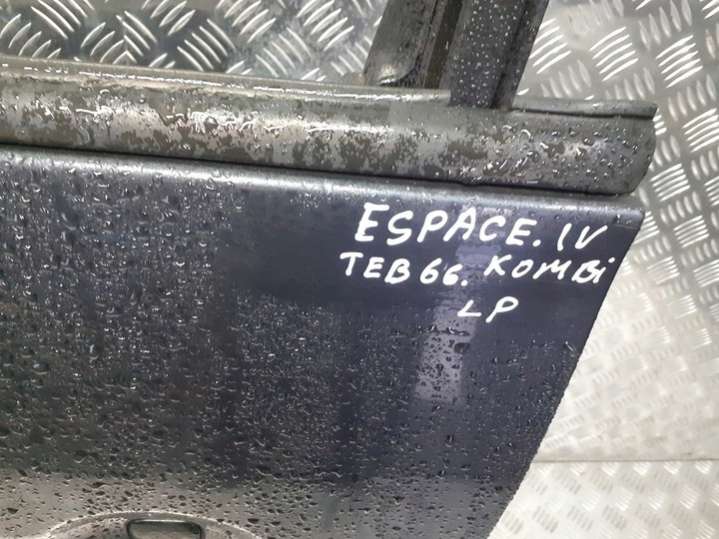 ESPACE. IV
TEB66. KOMBi
LP